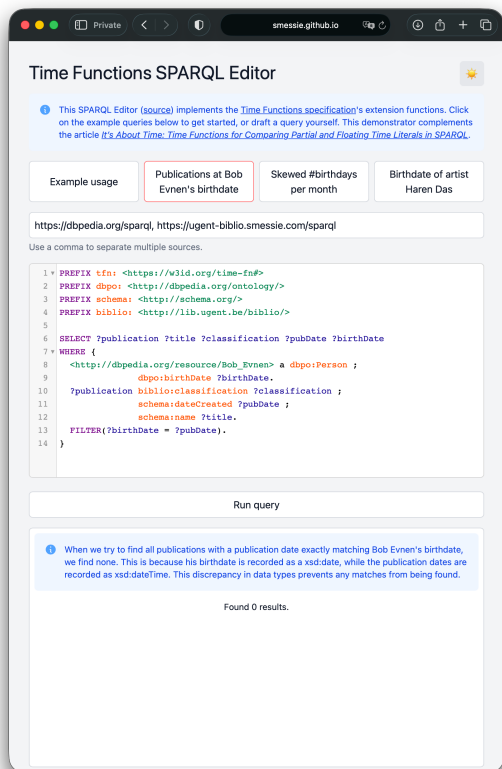 Private
smessie.github.io
Time Functions SPARQL Editor
This SPARQL Editor (source) implements the Time Functions specification's extension functions. Click
on the example queries below to get started, or draft a query yourself. This demonstrator complements
the article It's About Time: Time Functions for Comparing Partial and Floating Time Literals in SPARQL.
Example usage
Publications at Bob
Evnen's birthdate
Skewed #birthdays
per month
Birthdate of artist
Haren Das
https://dbpedia.org/sparql, https://ugent-biblio.smessie.com/sparql
Use a comma to separate multiple sources.
1 PREFIX tfn: <https://w3id.org/time-fn#>
2 PREFIX dbpo: <http://dbpedia.org/ontology/>
3 PREFIX schema: <http://schema.org/>
4 PREFIX biblio: <http://lib.ugent.be/biblio/>
5
6 SELECT ?publication ?title ?classification ?pubDate ?birthDate
7 WHERE {
8 <http://dbpedia.org/resource/Bob_Evnen> a dbpo:Person ;
9 dbpo:birthDate ?birthDate.
10 ?publication biblio:classification ?classification ;
11 schema:dateCreated ?pubDate ;
12 schema:name ?title.
13 FILTER(?birthDate = ?pubDate).
14 }
Run query
When we try to find all publications with a publication date exactly matching Bob Evnen's birthdate,
we find none. This is because his birthdate is recorded as a xsd:date, while the publication dates are
recorded as xsd:dateTime. This discrepancy in data types prevents any matches from being found.
Found 0 results.